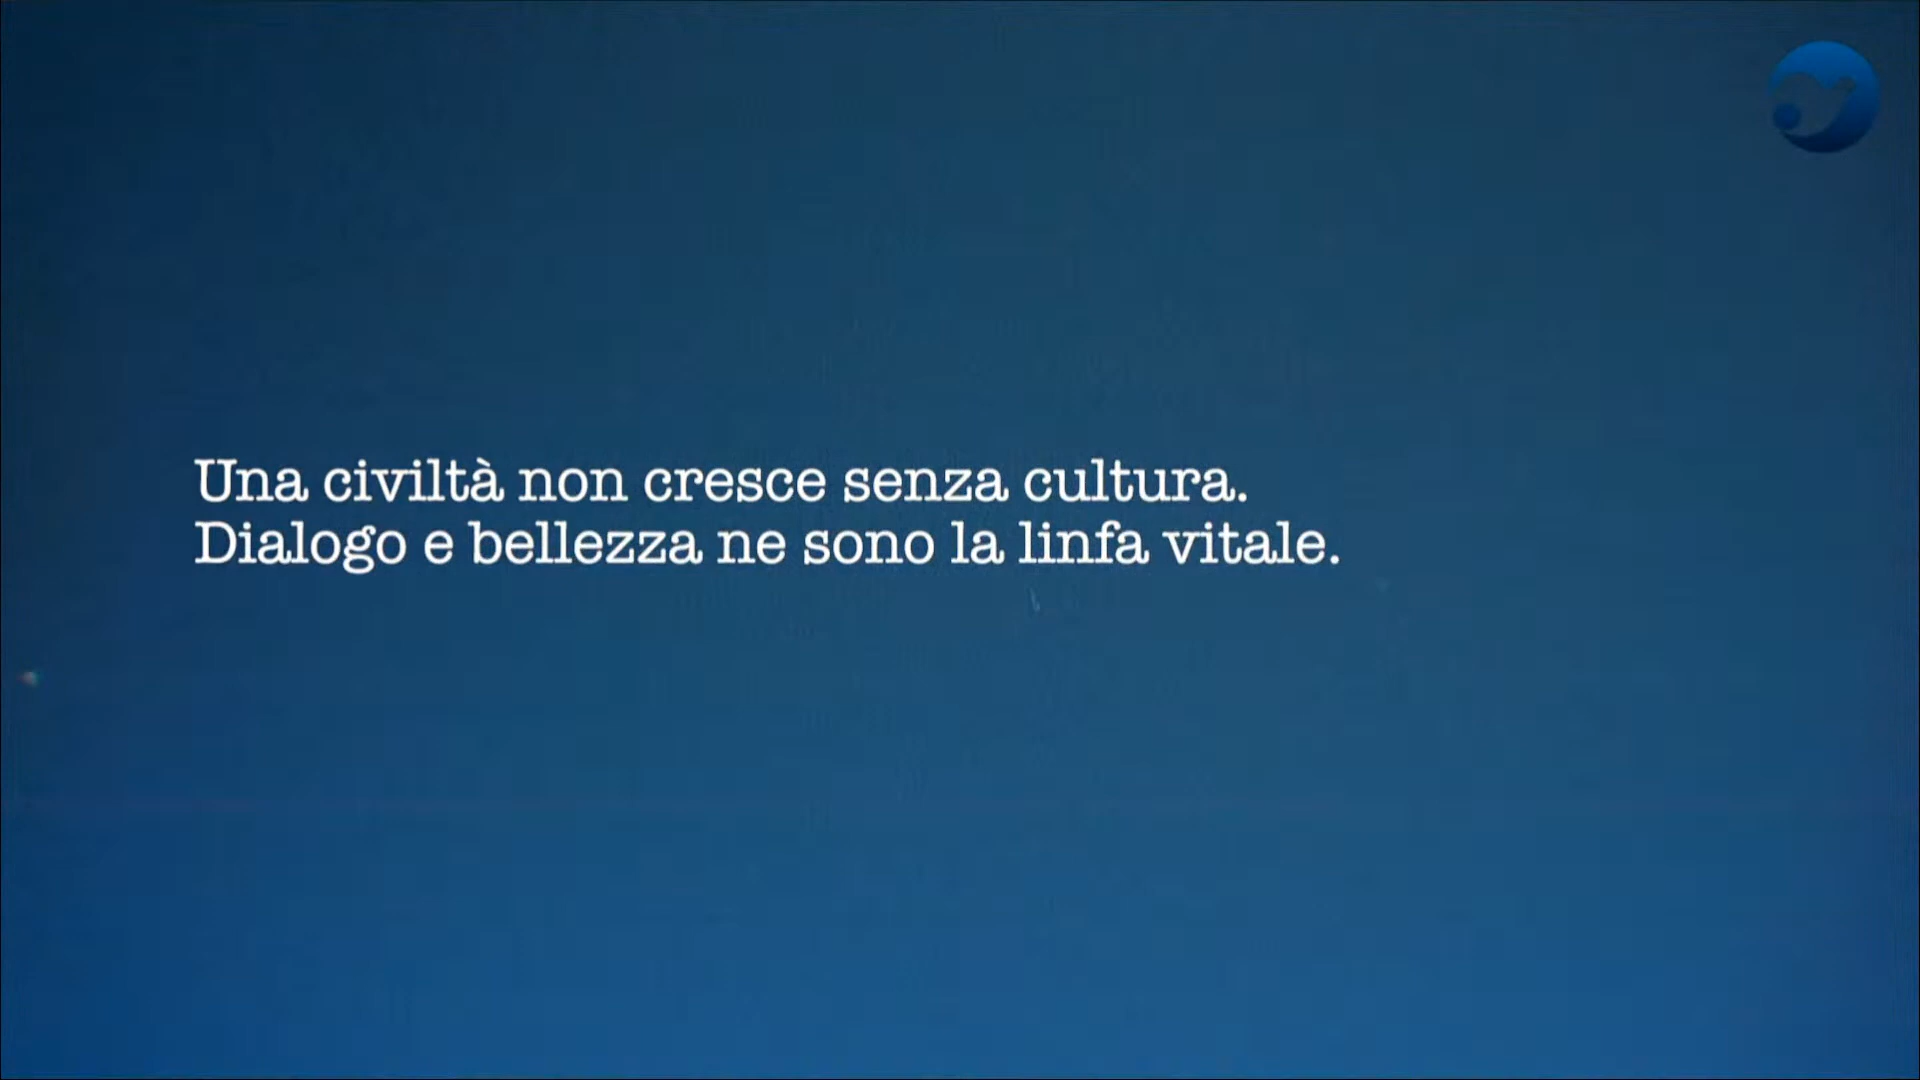 Una civiltà non cresce senza cultura.
Dialogo e bellezza ne sono la linfa vitale.